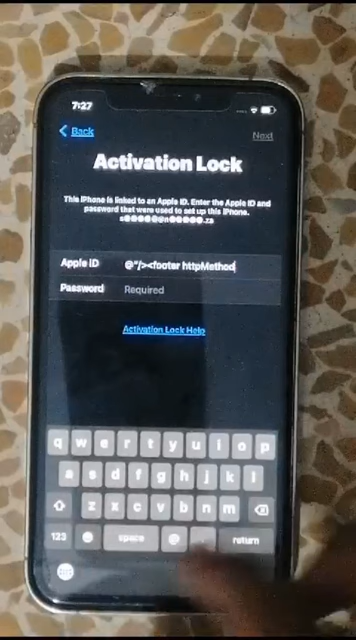 7:27
Back
Next
Activation Lock
This iPhone is linked to an Apple ID. Enter the Apple ID and
password that were used to set up this iPhone.
s●●●●●@n●●●●●.za
Apple ID @"/><footer httpMethod
Password Required
Activation Lock Help
q w e r t y u i o p
a s d f g h j k l
z x c v b n m
123 space @ . return